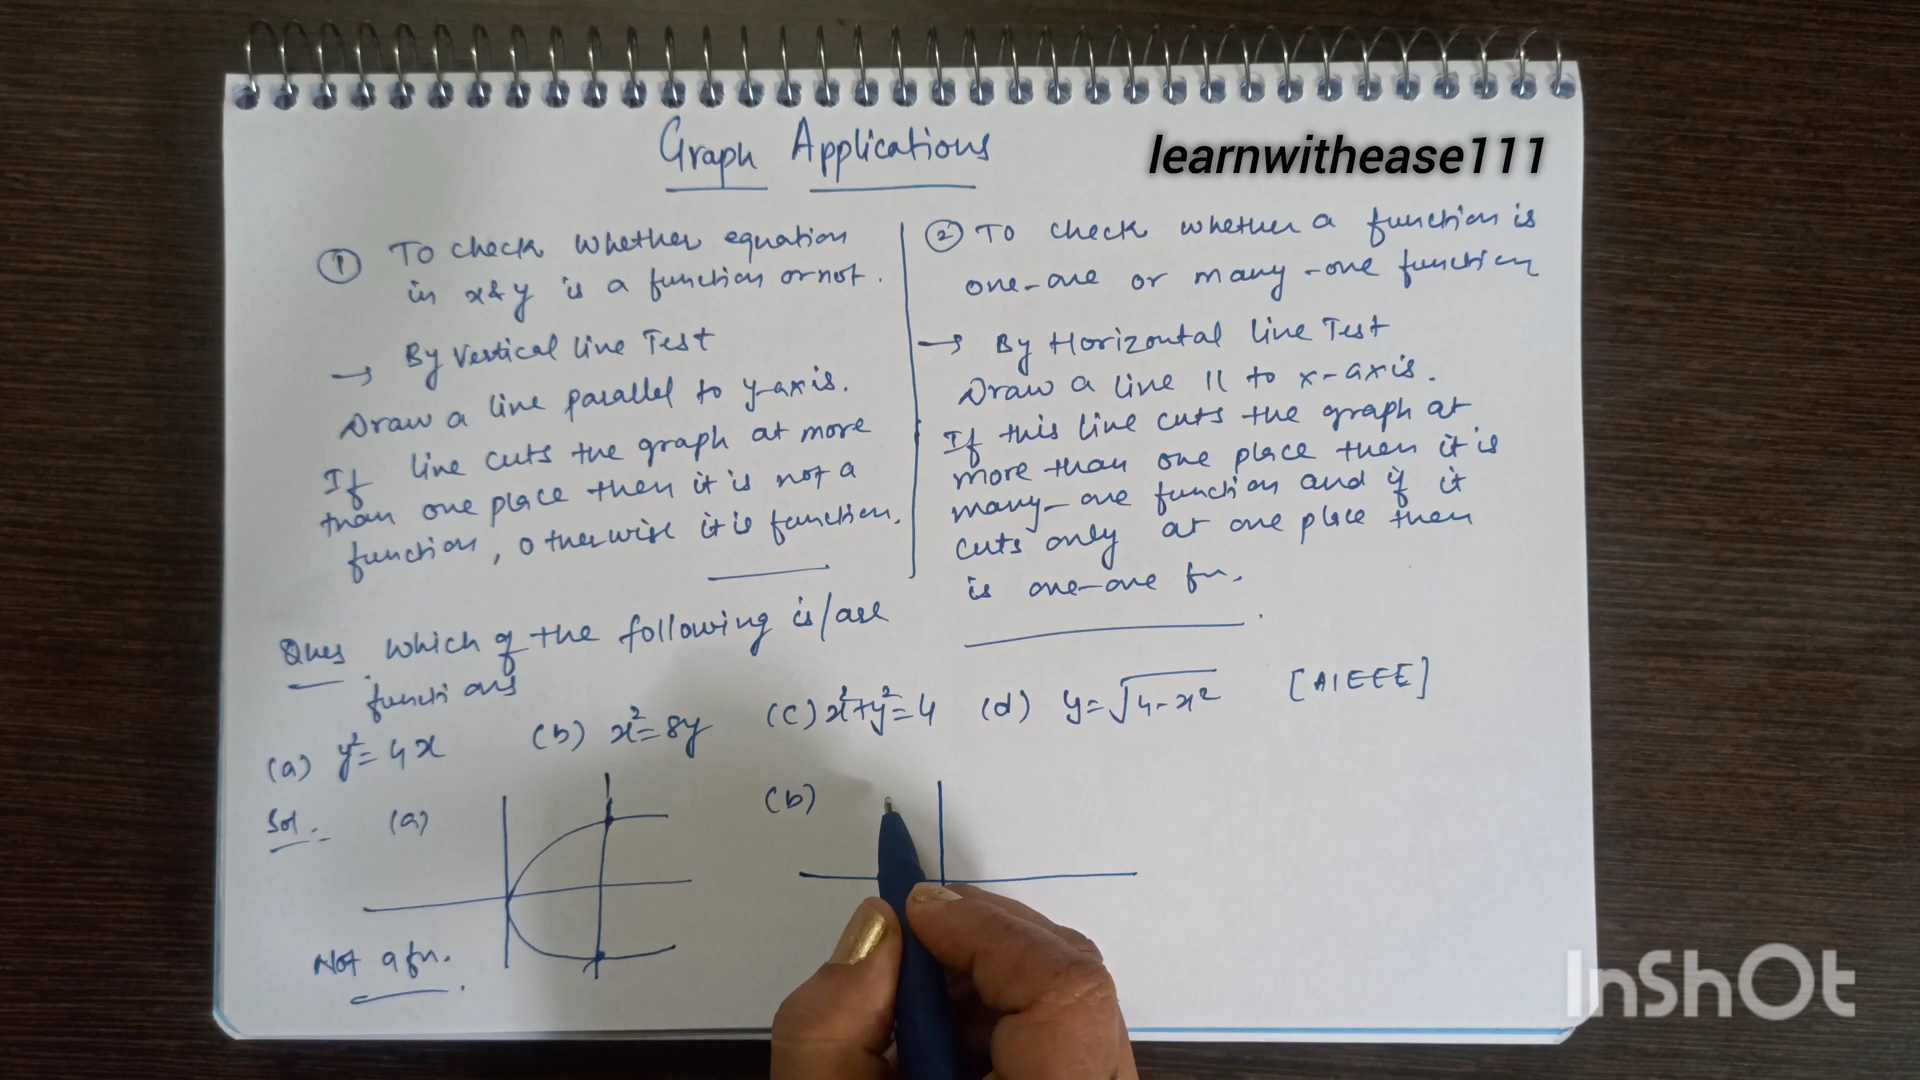 Graph Applications
learnwithease111
① To check whether equation
in x & y is a function or not.
→ By Vertical line Test
Draw a line parallel to y-axis.
If line cuts the graph at more
than one place then it is not a
function, otherwise it is function.
② To check whether a function is
one-one or many-one function
→ By Horizontal line Test
Draw a line || to x-axis.
If this line cuts the graph at
more than one place then it is
many-one function and if it
cuts only at one place then
is one-one fn.
Ques. which of the following is/are
functions
(a) y²= 4x (b) x²= 8y (c) x²+y²= 4 (d) y= √4-x² [AIEEE]
Sol. (a) (b)
Not a fn.
InShOt